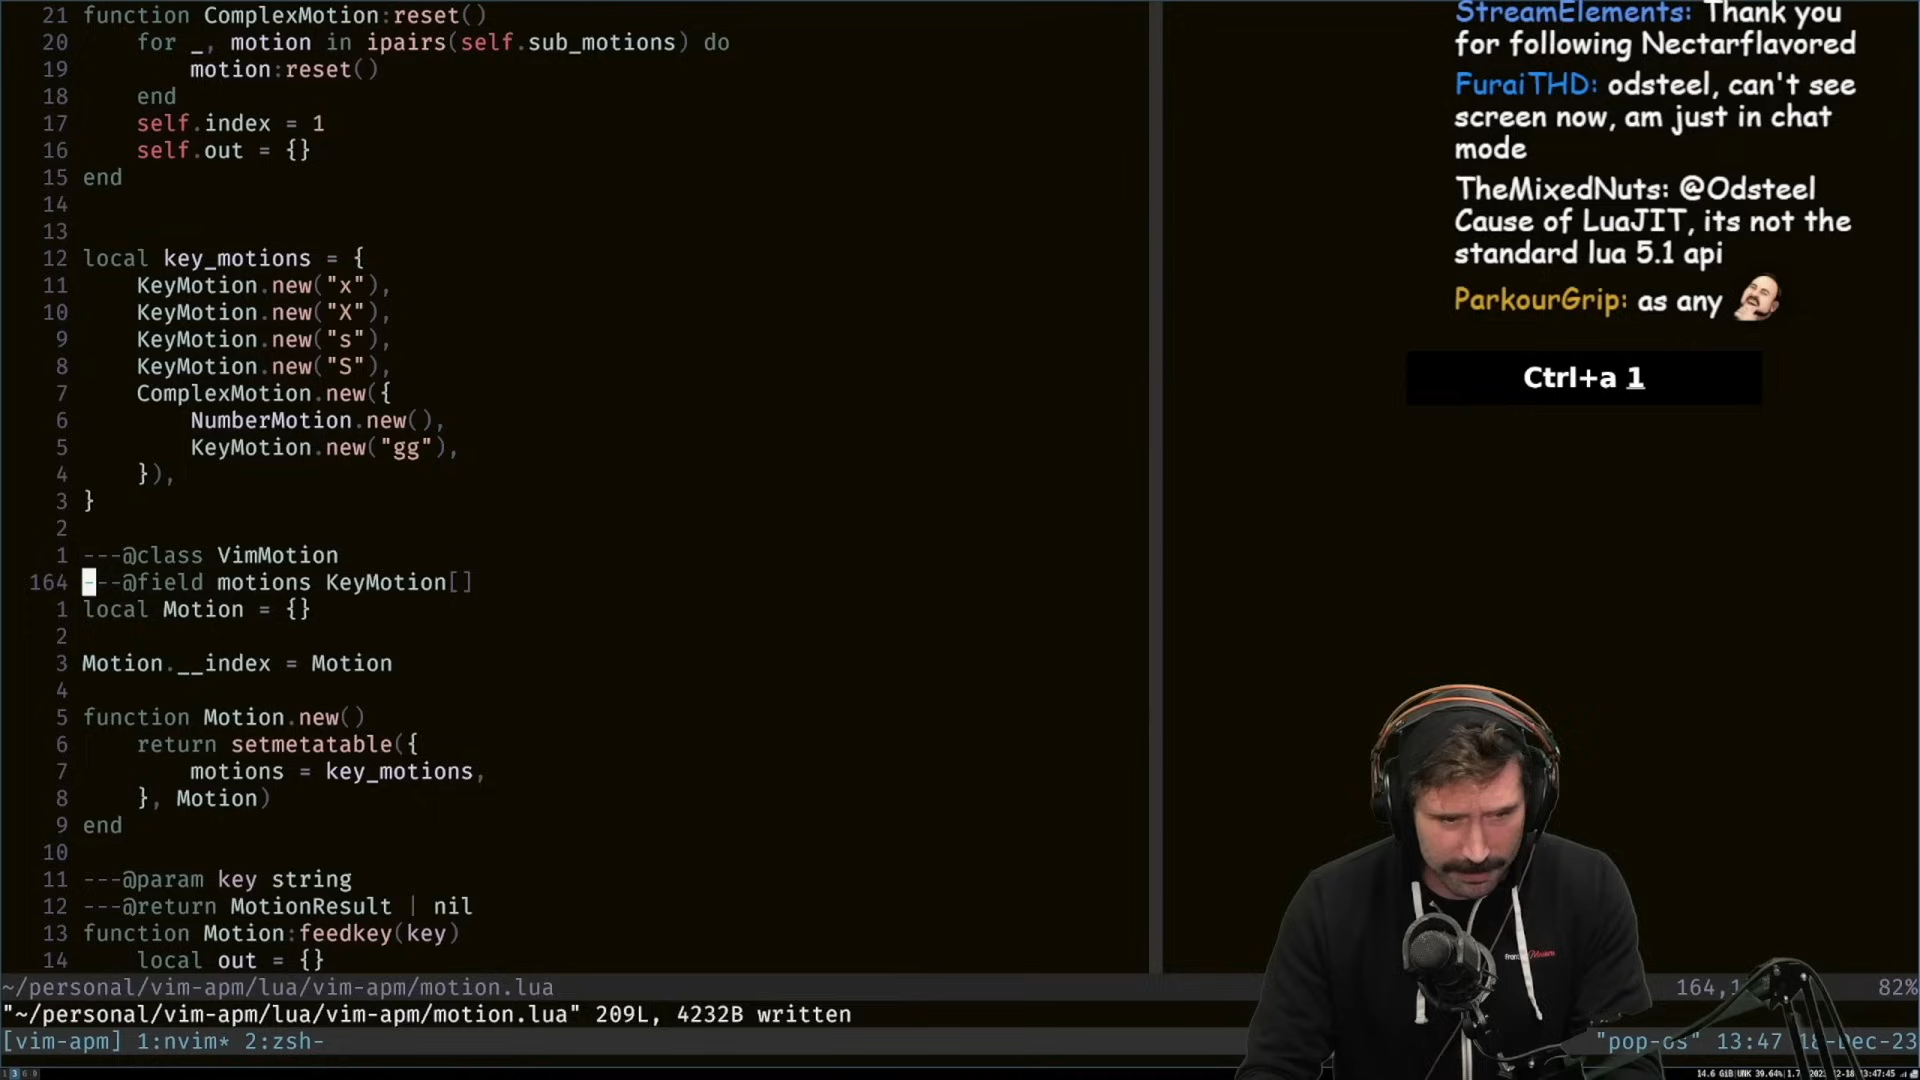 21 function ComplexMotion:reset()
20 for _, motion in ipairs(self.sub_motions) do
19 motion:reset()
18 end
17 self.index = 1
16 self.out = {}
15 end
14
13
12 local key_motions = {
11 KeyMotion.new("x"),
10 KeyMotion.new("X"),
9 KeyMotion.new("s"),
8 KeyMotion.new("S"),
7 ComplexMotion.new({
6 NumberMotion.new(),
5 KeyMotion.new("gg"),
4 }),
3 }
2
1 ---@class VimMotion
164 ---@field motions KeyMotion[]
1 local Motion = {}
2
3 Motion.__index = Motion
4
5 function Motion.new()
6 return setmetatable({
7 motions = key_motions,
8 }, Motion)
9 end
10
11 ---@param key string
12 ---@return MotionResult | nil
13 function Motion:feedkey(key)
14 local out = {}
~/personal/vim-apm/lua/vim-apm/motion.lua 164,1 82%
"~/personal/vim-apm/lua/vim-apm/motion.lua" 209L, 4232B written
[vim-apm] 1:nvim* 2:zsh- "pop-os" 13:47 18-Dec-23
StreamElements: Thank you
for following Nectarflavored
FuraiTHD: odsteel, can't see
screen now, am just in chat
mode
TheMixedNuts: @Odsteel
Cause of LuaJIT, its not the
standard lua 5.1 api
ParkourGrip: as any
Ctrl+a 1